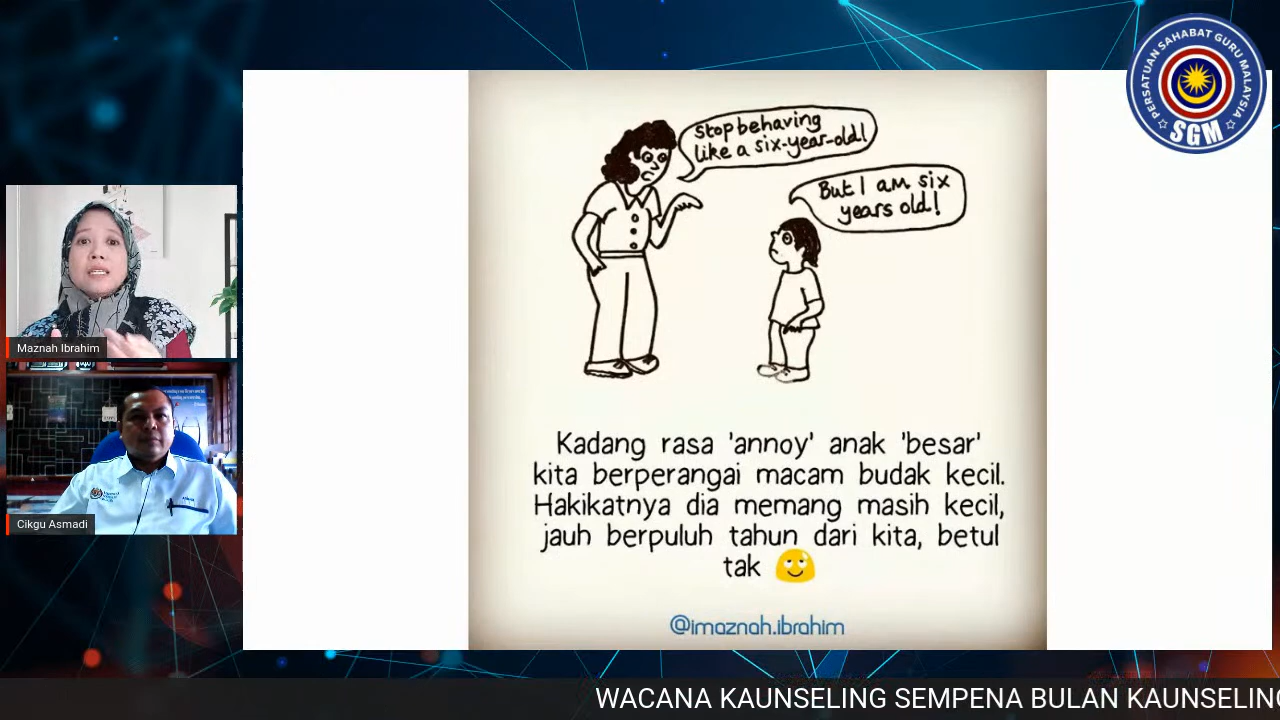 PERSATUAN SAHABAT GURU MALAYSIA
SGM
Stop behaving
like a six-year-old!
But I am six
years old!
Maznah Ibrahim
Cikgu Asmadi
Kadang rasa 'annoy' anak 'besar'
kita berperangai macam budak kecil.
Hakikatnya dia memang masih kecil,
jauh berpuluh tahun dari kita, betul
tak 🙄
@imaznah.ibrahim
WACANA KAUNSELING SEMPENA BULAN KAUNSELING